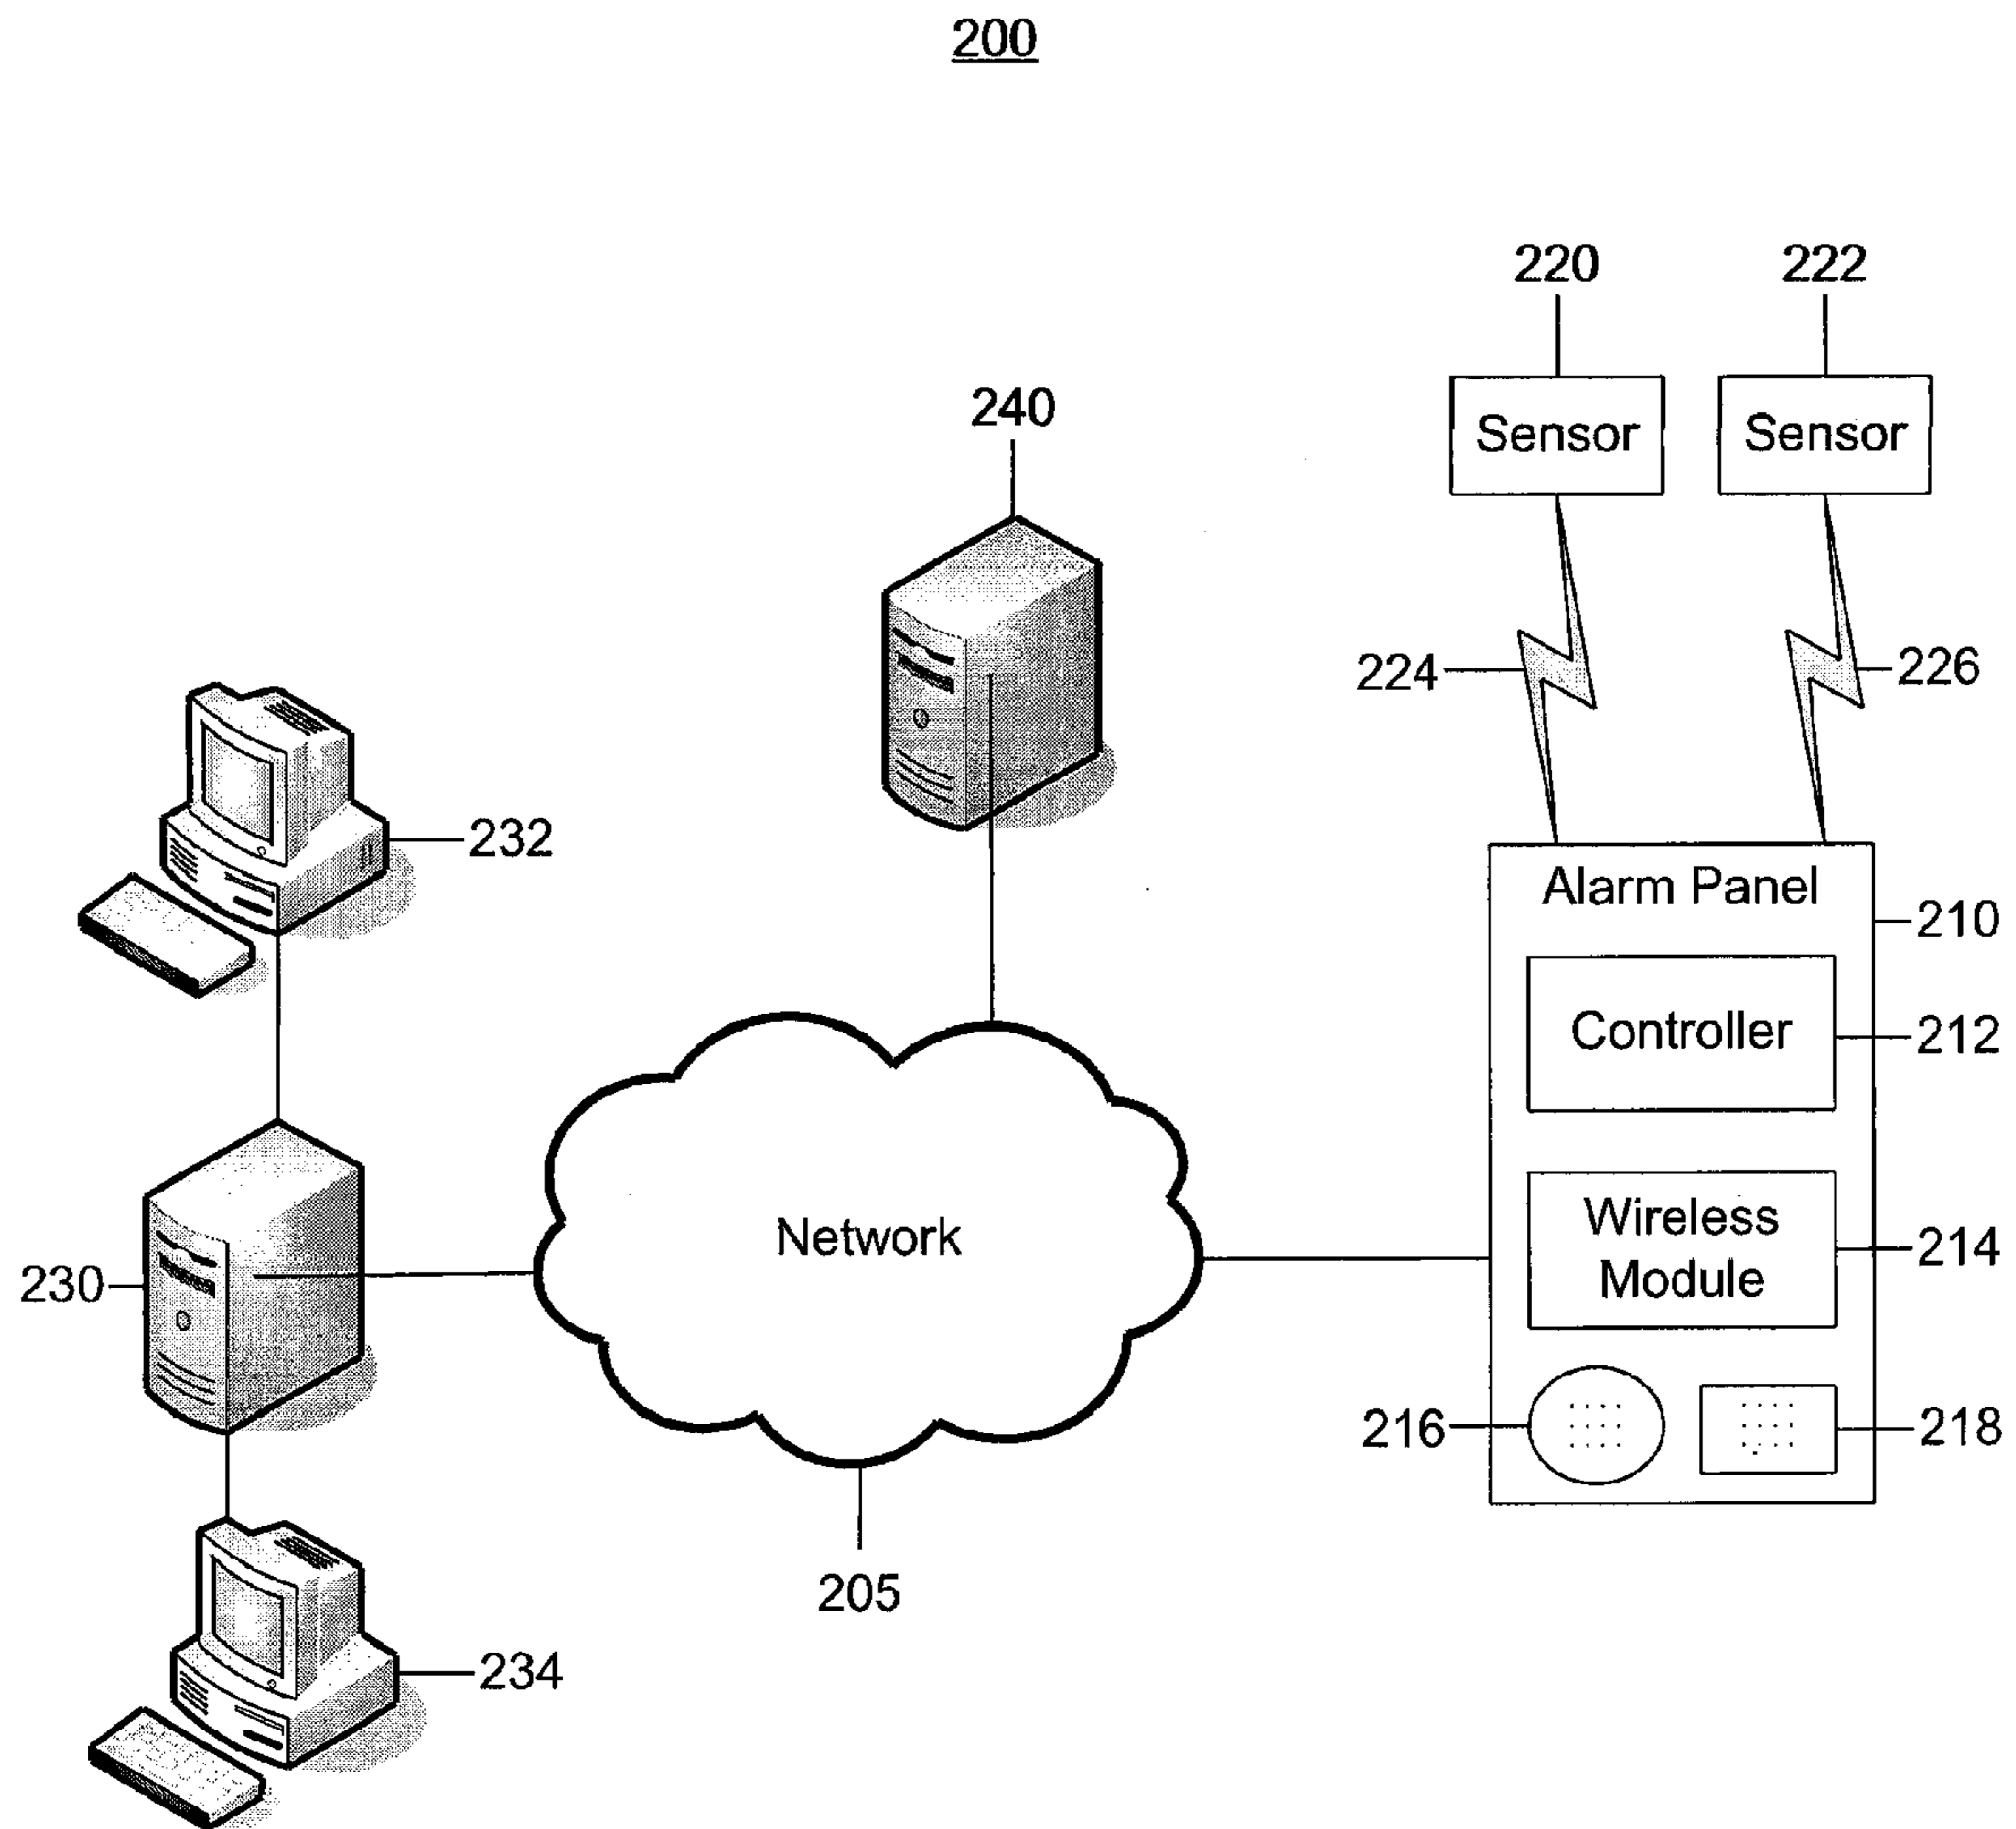 200
220
222
240
Sensor
Sensor
224
226
232
Alarm Panel
210
Controller
212
Network
Wireless
Module
214
230
216
218
205
234